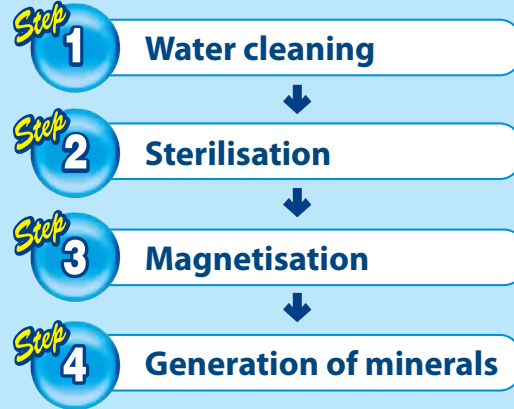 Step 1 Water cleaning
Step 2 Sterilisation
Step 3 Magnetisation
Step 4 Generation of minerals